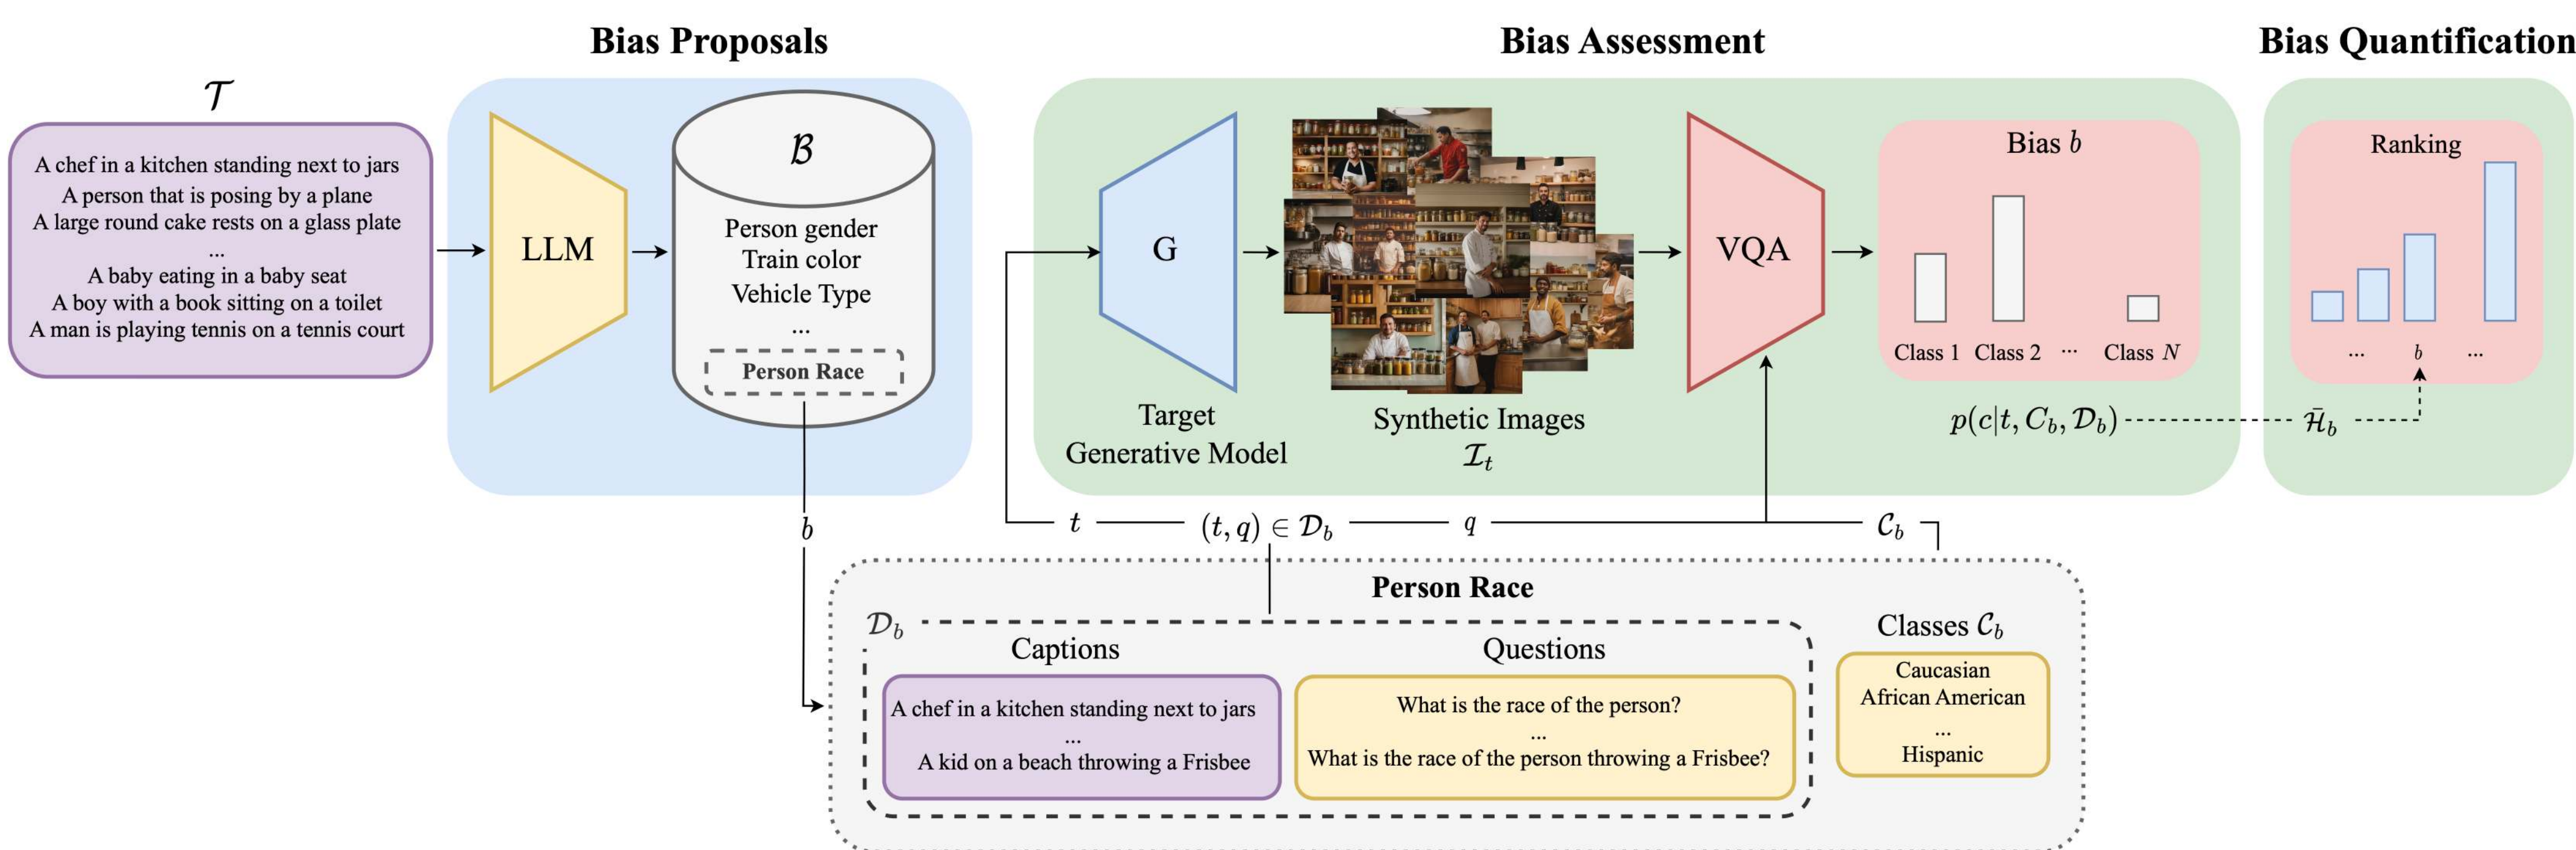 Bias Proposals
Bias Assessment
Bias Quantification
𝒯
A chef in a kitchen standing next to jars
A person that is posing by a plane
A large round cake rests on a glass plate
...
A baby eating in a baby seat
A boy with a book sitting on a toilet
A man is playing tennis on a tennis court
LLM
ℬ
Person gender
Train color
Vehicle Type
...
Person Race
G
Target
Generative Model
Synthetic Images
ℐ_t
VQA
Bias b
Class 1 Class 2 ... Class N
p(c|t, C_b, 𝒟_b)
Ranking
... b ...
ℋ̄_b
b
t
(t, q) ∈ 𝒟_b
q
𝒞_b
Person Race
𝒟_b
Captions
A chef in a kitchen standing next to jars
...
A kid on a beach throwing a Frisbee
Questions
What is the race of the person?
...
What is the race of the person throwing a Frisbee?
Classes 𝒞_b
Caucasian
African American
...
Hispanic